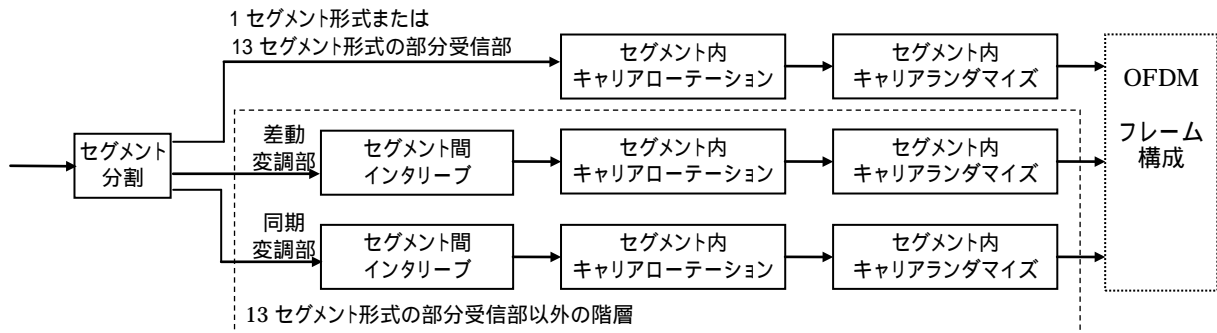 1 セグメント形式または
13 セグメント形式の部分受信部
セグメント内
キャリアローテーション
セグメント内
キャリアランダマイズ
OFDM
フレーム
構成
セグメント
分割
差動
変調部
セグメント間
インタリーブ
セグメント内
キャリアローテーション
セグメント内
キャリアランダマイズ
同期
変調部
セグメント間
インタリーブ
セグメント内
キャリアローテーション
セグメント内
キャリアランダマイズ
13 セグメント形式の部分受信部以外の階層